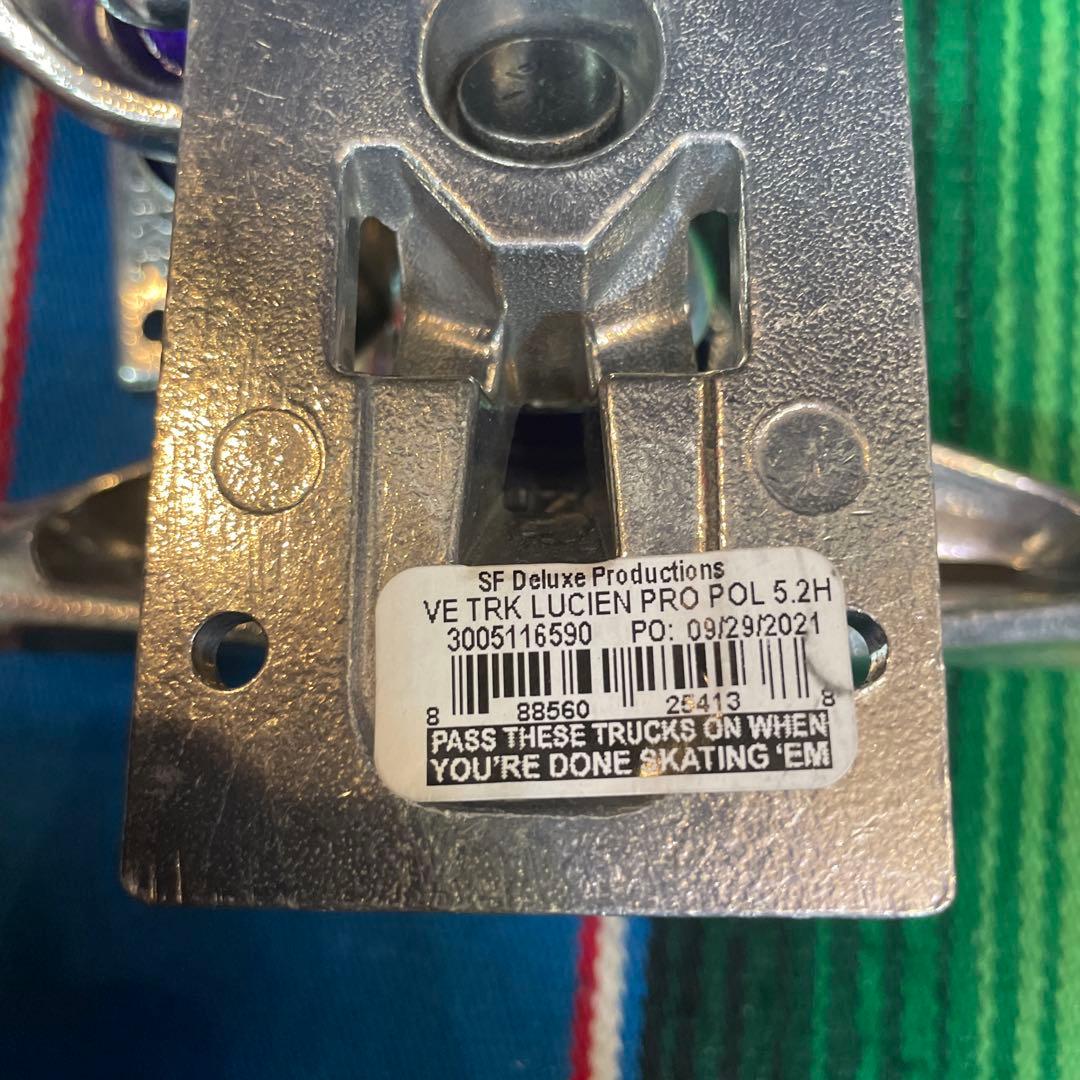 SF Deluxe Productions
VE TRK LUCIEN PRO POL 5.2H
3005116590 PO: 09/29/2021
8 88560 25413 8
PASS THESE TRUCKS ON WHEN
YOU'RE DONE SKATING 'EM